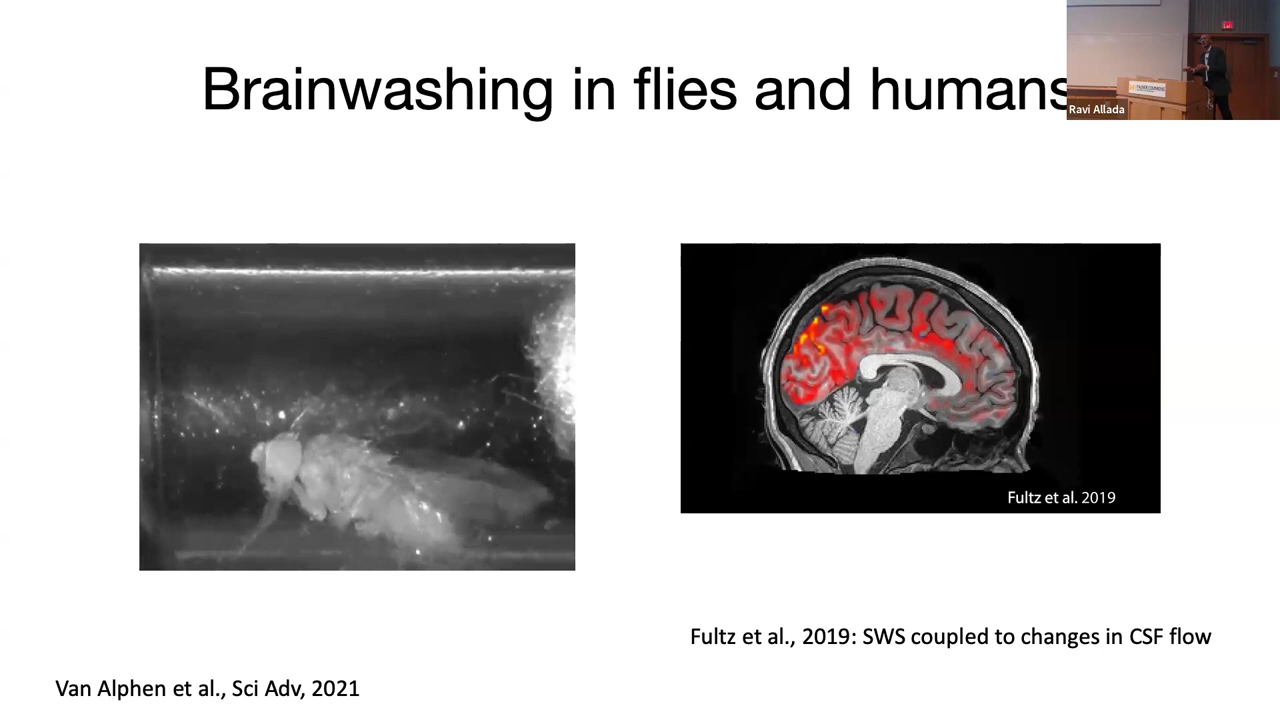 Brainwashing in flies and humans
Ravi Allada
Fultz et al. 2019
Fultz et al., 2019: SWS coupled to changes in CSF flow
Van Alphen et al., Sci Adv, 2021